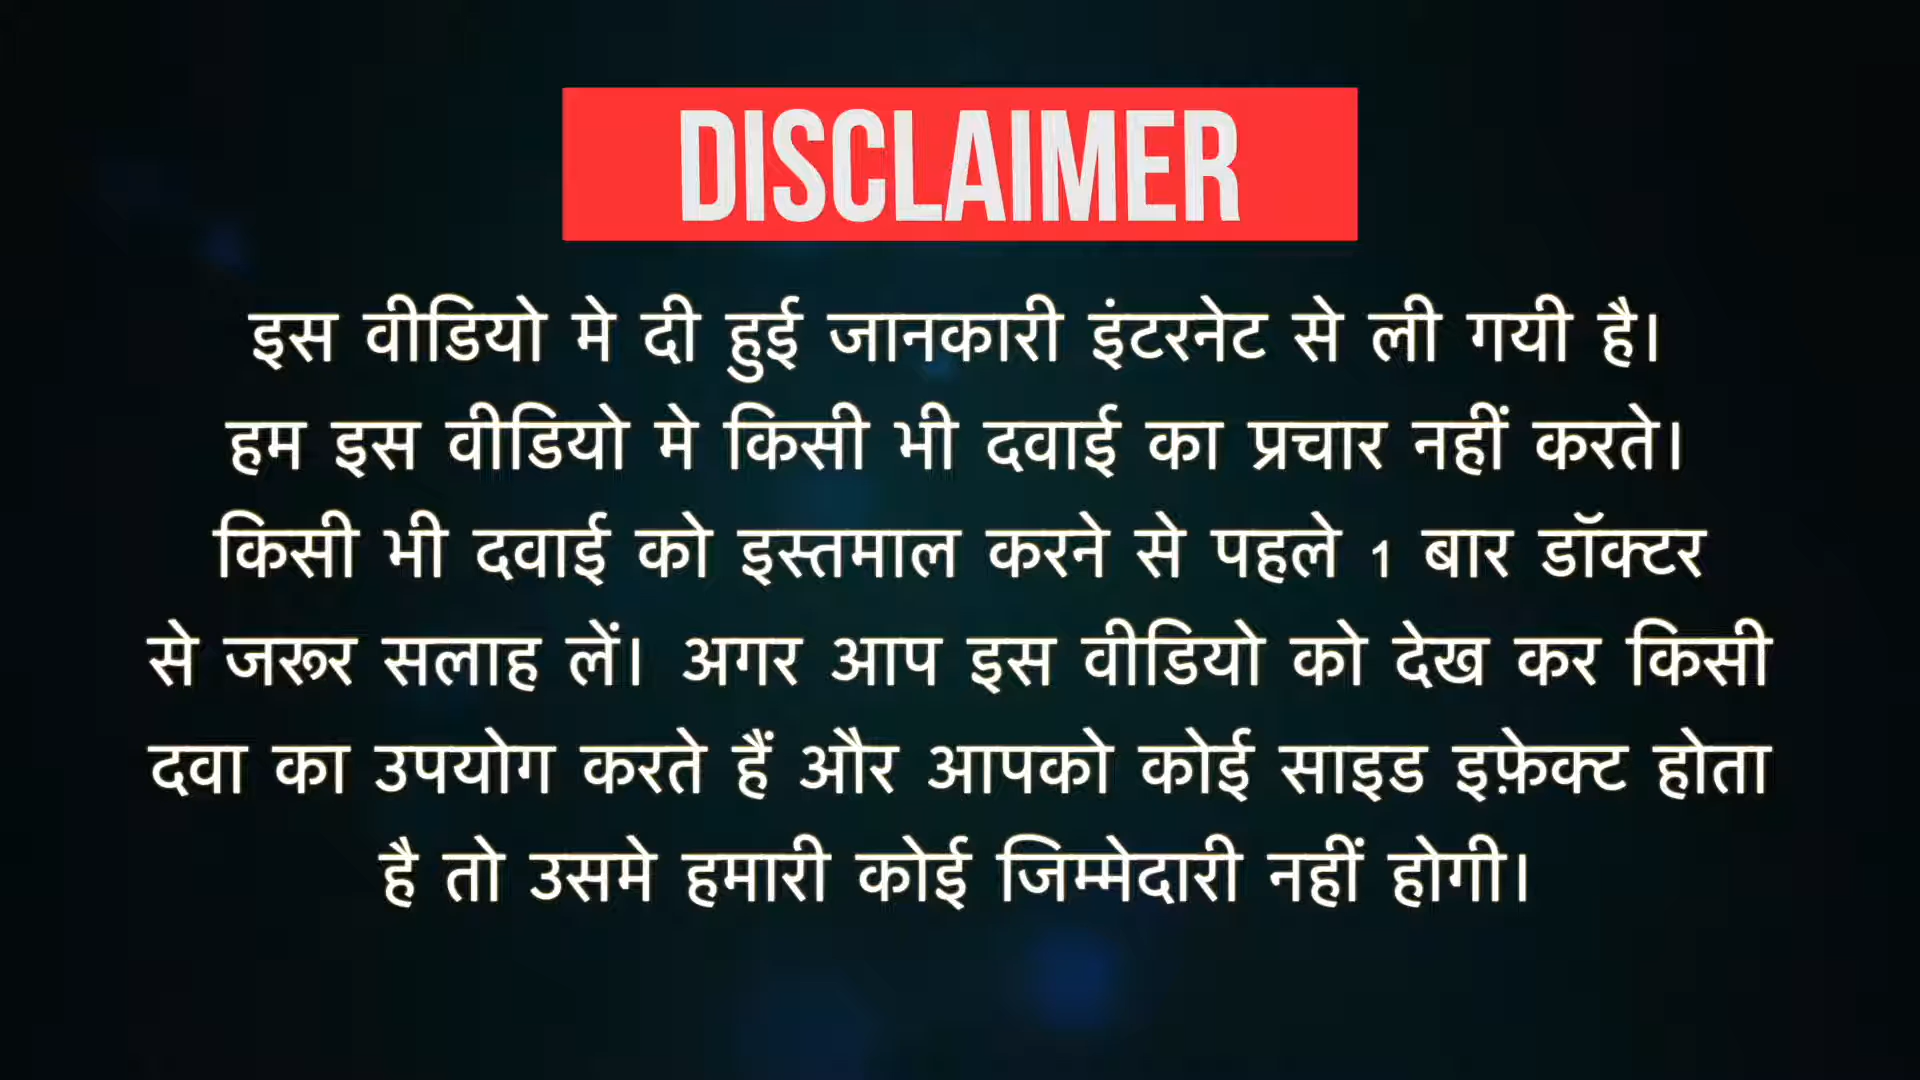 DISCLAIMER
इस वीडियो मे दी हुई जानकारी इंटरनेट से ली गयी है।
हम इस वीडियो मे किसी भी दवाई का प्रचार नहीं करते।
किसी भी दवाई को इस्तमाल करने से पहले 1 बार डॉक्टर
से जरूर सलाह लें। अगर आप इस वीडियो को देख कर किसी
दवा का उपयोग करते हैं और आपको कोई साइड इफ़ेक्ट होता
है तो उसमे हमारी कोई जिम्मेदारी नहीं होगी।